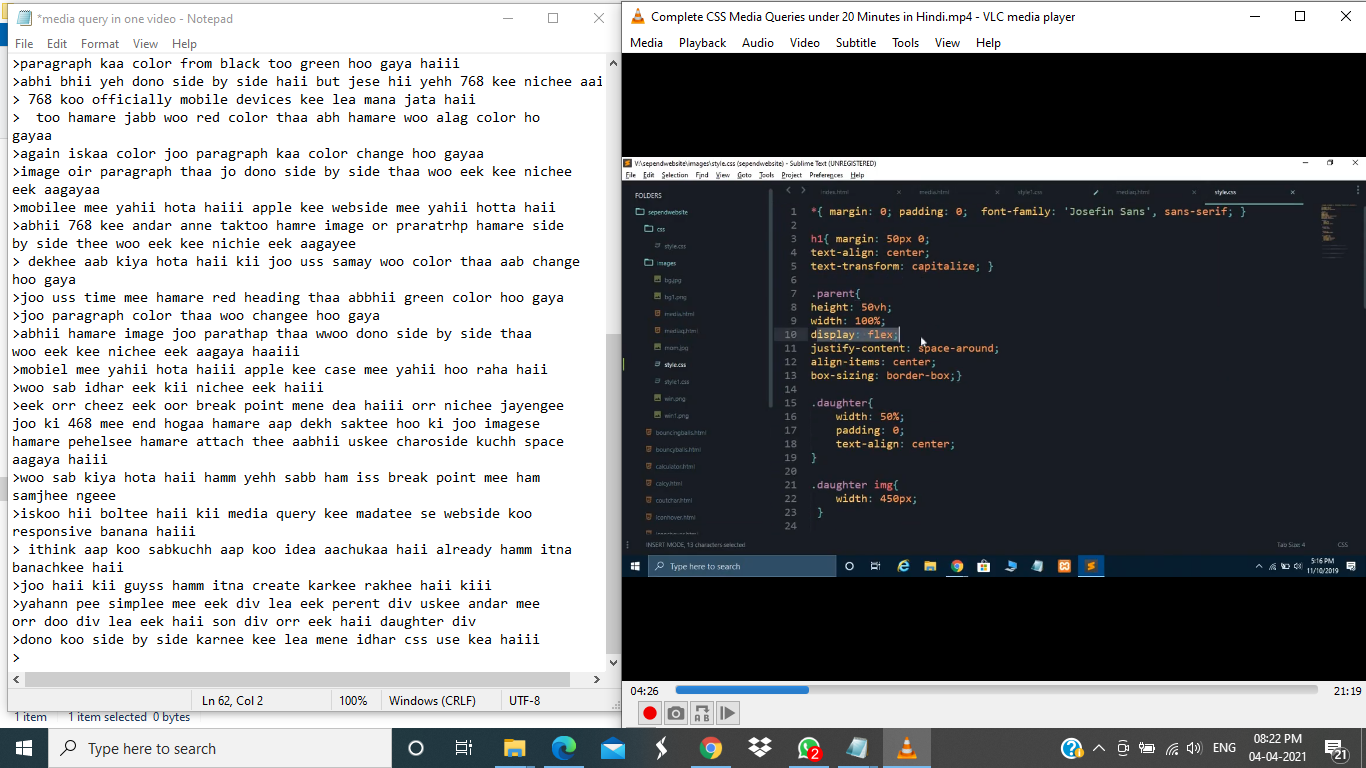 *media query in one video - Notepad
File Edit Format View Help
>paragraph kaa color from black too green hoo gaya haiii
>abhi bhii yeh dono side by side haii but jese hii yehh 768 kee nichee aai
> 768 koo officially mobile devices kee lea mana jata haii
>  too hamare jabb woo red color thaa abh hamare woo alag color ho
gayaa
>again iskaa color joo paragraph kaa color change hoo gayaa
>image oir paragraph thaa jo dono side by side thaa woo eek kee nichee
eek aagayaa
>mobilee mee yahii hota haiii apple kee webside mee yahii hotta haii
>abhii 768 kee andar anne taktoo hamre image or praratrhp hamare side
by side thee woo eek kee nichie eek aagayee
> dekhee aab kiya hota haii kii joo uss samay woo color thaa aab change
hoo gaya
>joo uss time mee hamare red heading thaa abbhii green color hoo gaya
>joo paragraph color thaa woo changee hoo gaya
>abhii hamare image joo parathap thaa wwoo dono side by side thaa
woo eek kee nichee eek aagaya haaiii
>mobiel mee yahii hota haiii apple kee case mee yahii hoo raha haii
>woo sab idhar eek kii nichee eek haiii
>eek orr cheez eek oor break point mene dea haiii orr nichee jayengee
joo ki 468 mee end hogaa hamare aap dekh saktee hoo ki joo imagese
hamare pehelsee hamare attach thee aabhii uskee charoside kuchh space
aagaya haiii
>woo sab kiya hota haii hamm yehh sabb ham iss break point mee ham
samjhee ngeee
>iskoo hii boltee haii kii media query kee madatee se webside koo
responsive banana haiii
> ithink aap koo sabkuchh aap koo idea aachukaa haii already hamm itna
banachkee haii
>joo haii kii guyss hamm itna create karkee rakhee haii kiii
>yahann pee simplee mee eek div lea eek perent div uskee andar mee
orr doo div lea eek haii son div orr eek haii daughter div
>dono koo side by side karnee kee lea mene idhar css use kea haiii
>
Ln 62, Col 2 100% Windows (CRLF) UTF-8
1 item 1 item selected 0 bytes
Complete CSS Media Queries under 20 Minutes in Hindi.mp4 - VLC media player
Media Playback Audio Video Subtitle Tools View Help
V:\sependwebsite\images\style.css (sependwebsite) - Sublime Text (UNREGISTERED)
File Edit Selection Find View Goto Tools Project Preferences Help
FOLDERS
sependwebsite
css
style.css
images
bg.jpg
bg1.png
media.html
mediaq.html
mom.jpg
style.css
style1.css
win.png
win1.png
bouncingballs.html
bouncyballs.html
calculator.html
calcy.html
coutchar.html
iconhover.html
index.html media.html style1.css mediaq.html style.css
1 *{ margin: 0; padding: 0;  font-family: 'Josefin Sans', sans-serif; }
2
3 h1{ margin: 50px 0;
4 text-align: center;
5 text-transform: capitalize; }
6
7 .parent{
8 height: 50vh;
9 width: 100%;
10 display: flex;
11 justify-content: space-around;
12 align-items: center;
13 box-sizing: border-box;}
14
15 .daughter{
16 width: 50%;
17 padding: 0;
18 text-align: center;
19 }
20
21 .daughter img{
22 width: 450px;
23 }
24
INSERT MODE, 13 characters selected Tab Size 4 CSS
Type here to search
5:16 PM
11/10/2019
04:26 21:19
Type here to search
2
ENG
08:22 PM
04-04-2021
21